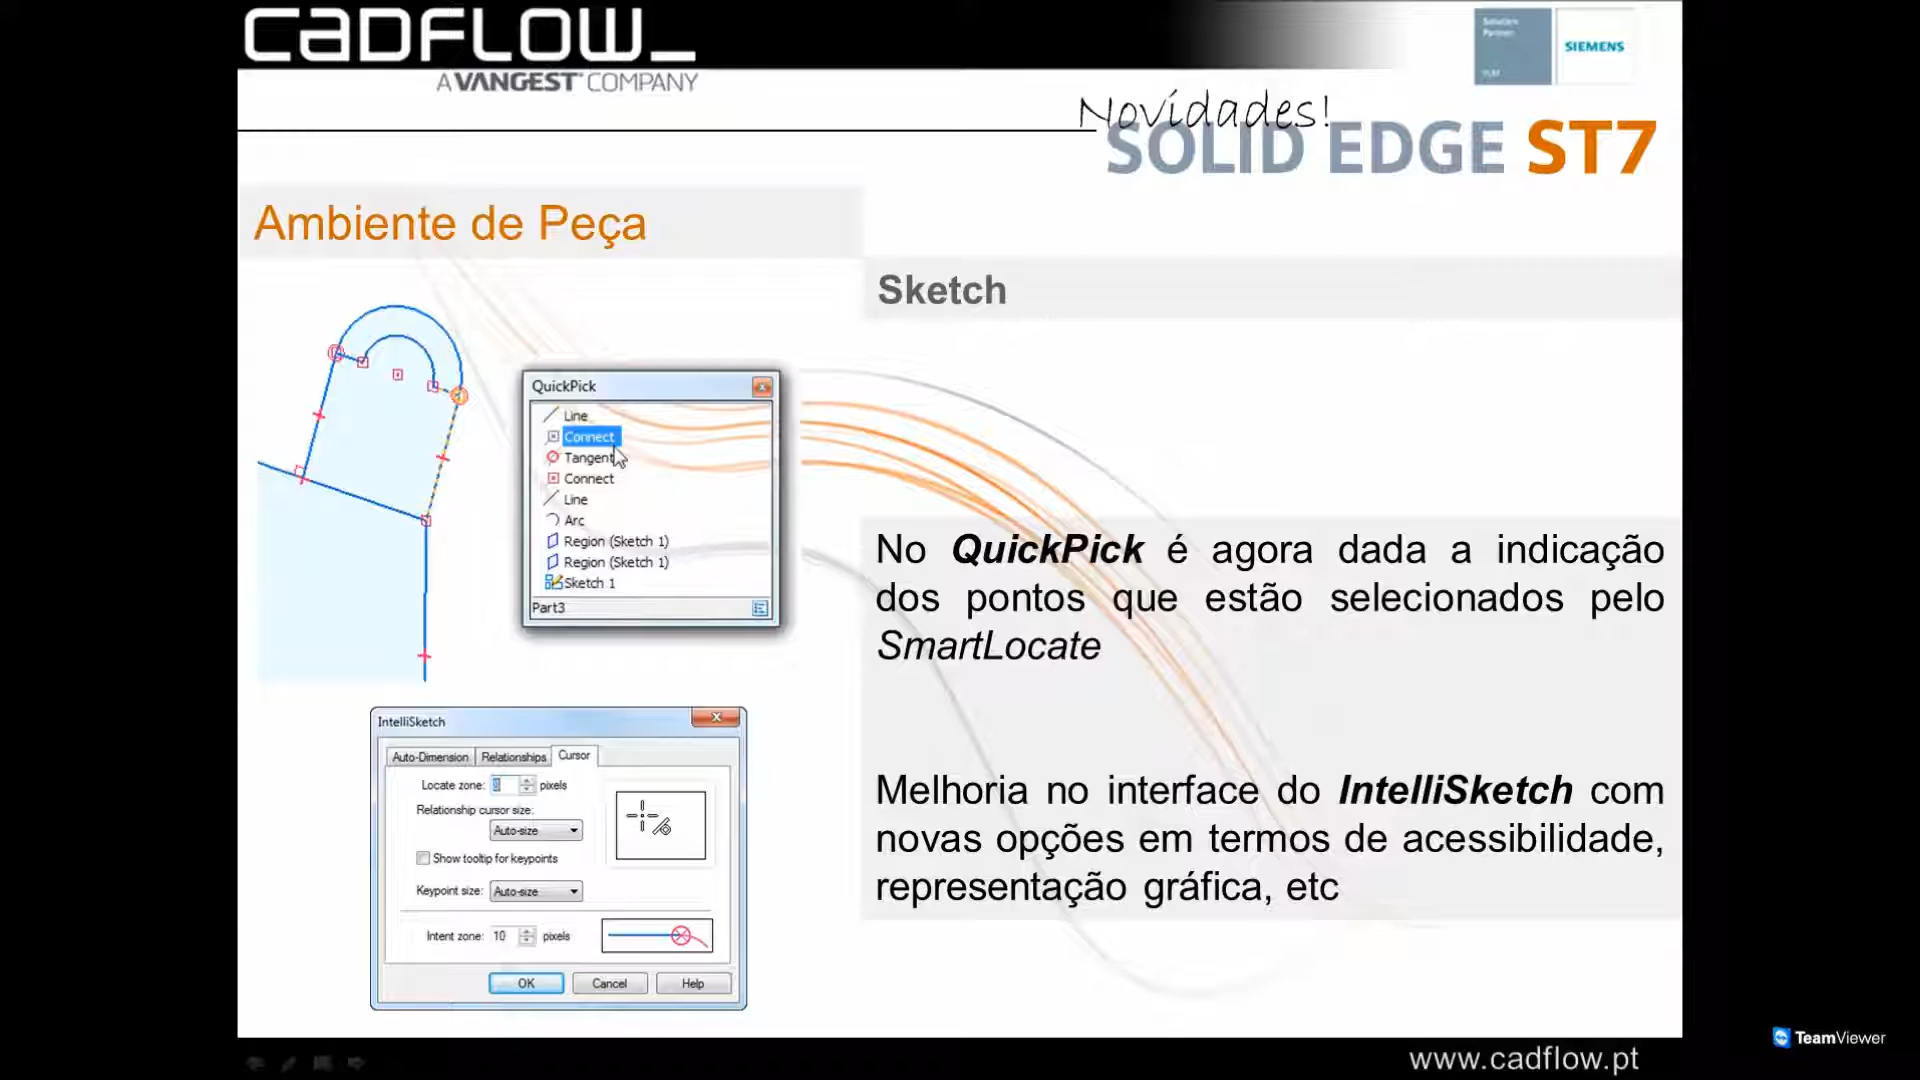 CADFLOW_
A VANGEST COMPANY
Solution
Partner
PLM
SIEMENS
Novidades!
SOLID EDGE ST7
Ambiente de Peça
Sketch
QuickPick
Line
Connect
Tangent
Connect
Line
Arc
Region (Sketch 1)
Region (Sketch 1)
Sketch 1
Part3
No QuickPick é agora dada a indicação
dos pontos que estão selecionados pelo
SmartLocate
IntelliSketch
Auto-Dimension Relationships Cursor
Locate zone: pixels
Relationship cursor size:
Auto-size
Show tooltip for keypoints
Keypoint size: Auto-size
Intent zone: 10 pixels
OK Cancel Help
Melhoria no interface do IntelliSketch com
novas opções em termos de acessibilidade,
representação gráfica, etc
TeamViewer
www.cadflow.pt